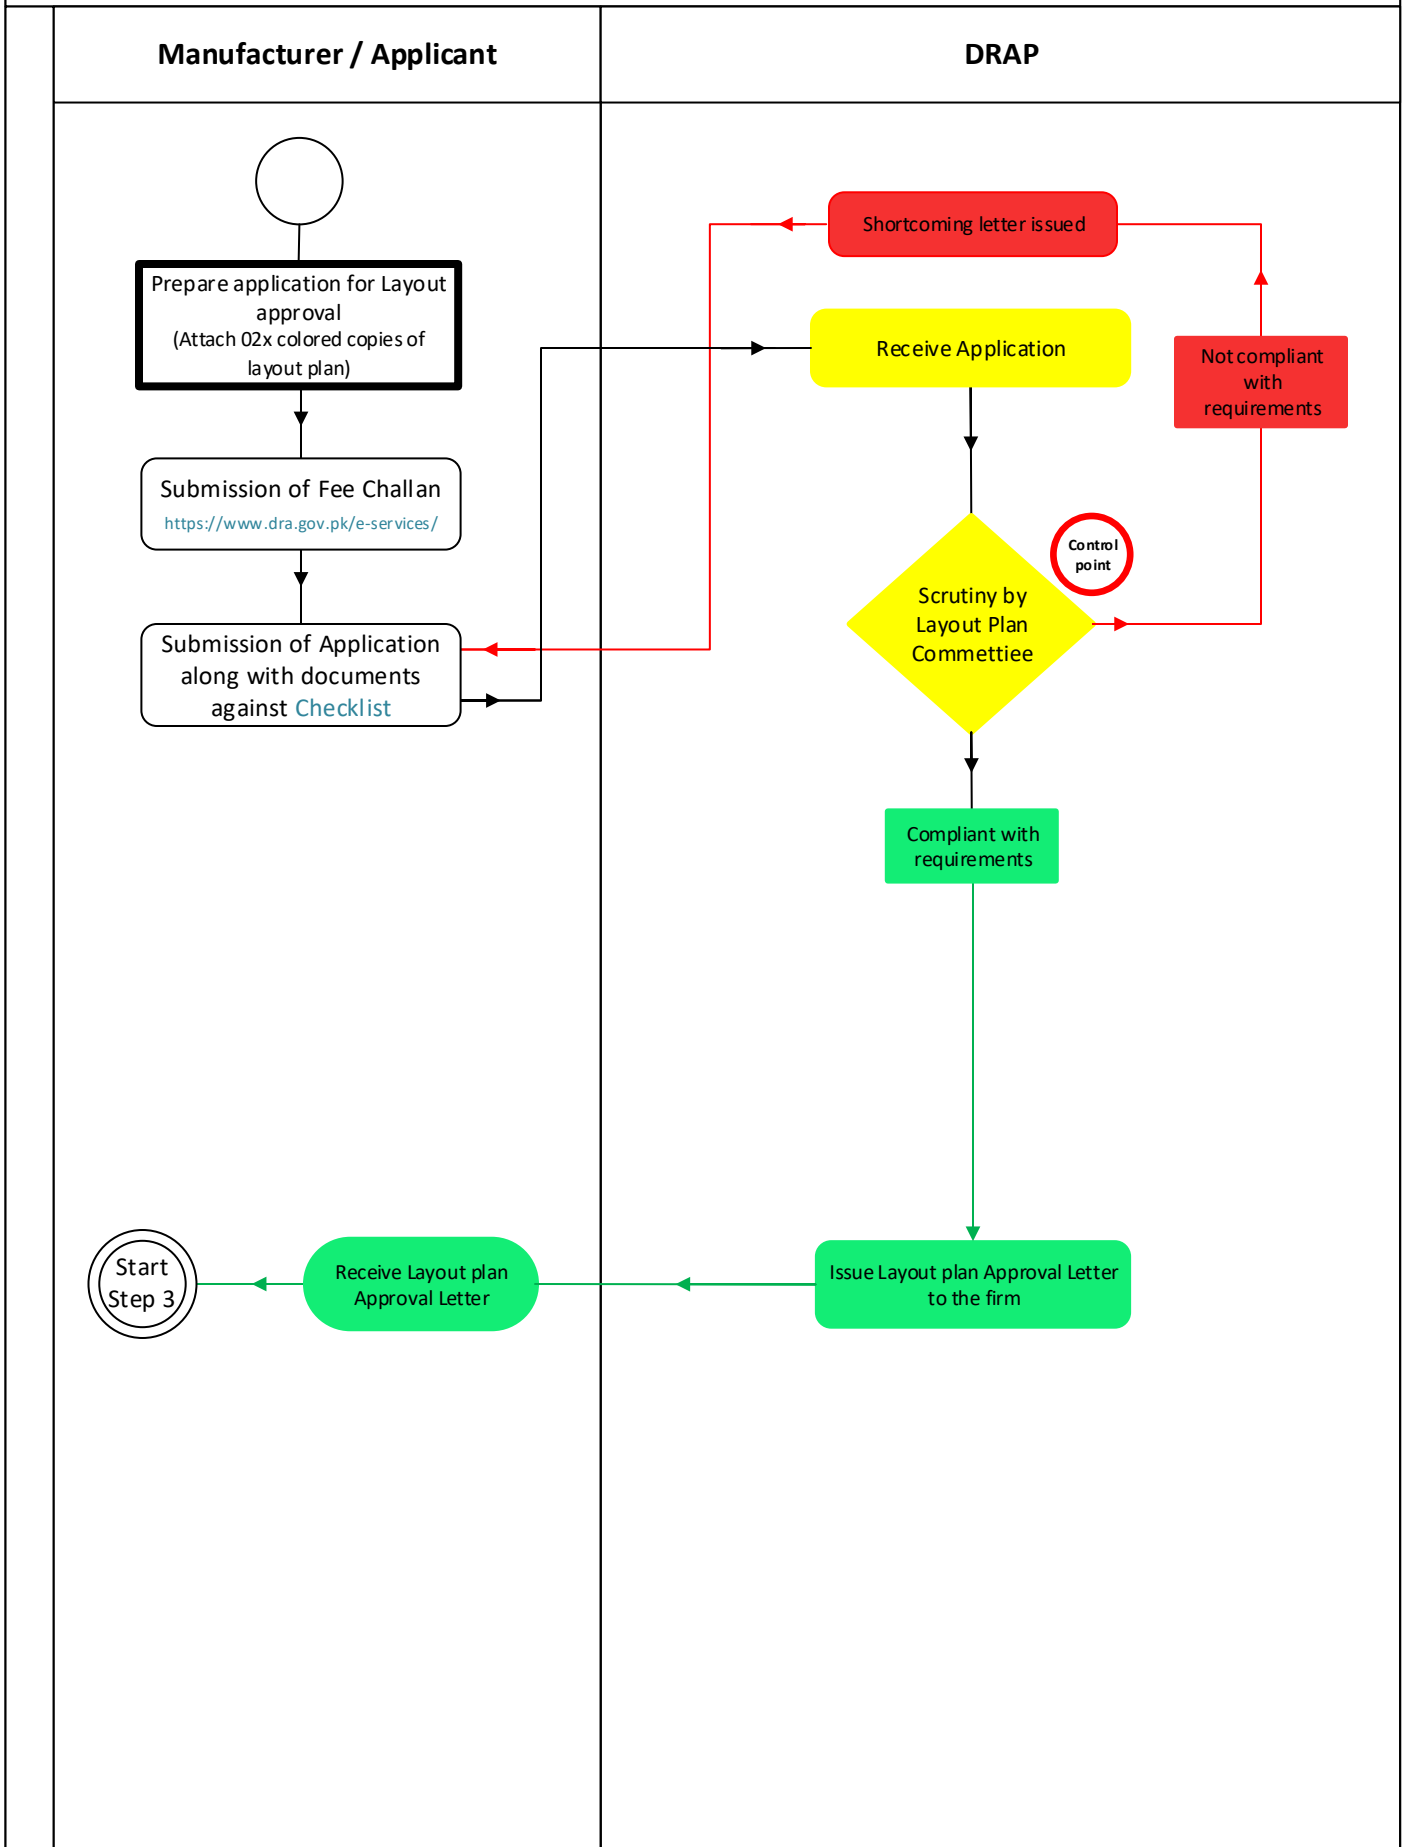 Manufacturer / Applicant
DRAP
Prepare application for Layout
approval
(Attach 02x colored copies of
layout plan)
Submission of Fee Challan
https://www.dra.gov.pk/e-services/
Submission of Application
along with documents
against Checklist
Shortcoming letter issued
Receive Application
Not compliant
with
requirements
Control
point
Scrutiny by
Layout Plan
Commettiee
Compliant with
requirements
Issue Layout plan Approval Letter
to the firm
Receive Layout plan
Approval Letter
Start
Step 3